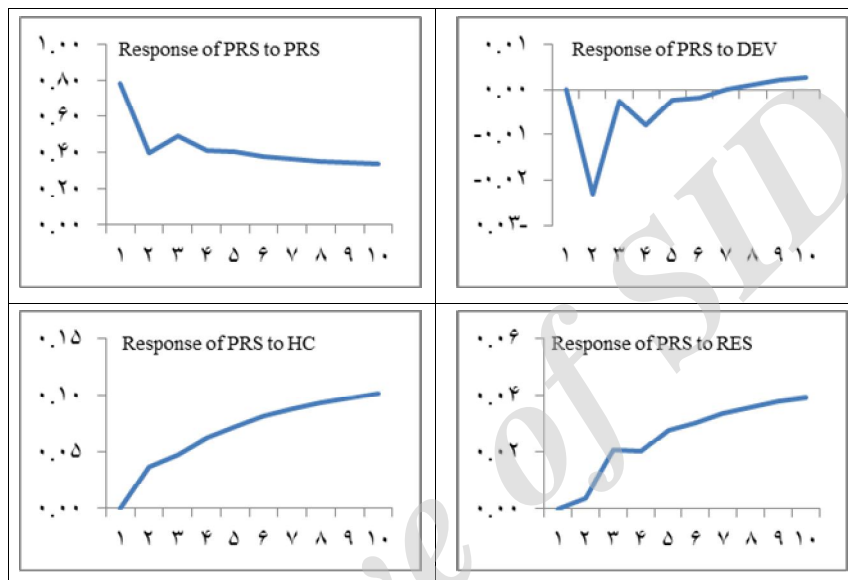 Response of PRS to PRS
۱.۰۰
۰.۸۰
۰.۶۰
۰.۴۰
۰.۲۰
۰.۰۰
۱ ۲ ۳ ۴ ۵ ۶ ۷ ۸ ۹ ۱۰
Response of PRS to DEV
۰.۰۱
۰.۰۰
-۰.۰۱
-۰.۰۲
۰.۰۳-
۱ ۲ ۳ ۴ ۵ ۶ ۷ ۸ ۹ ۱۰
Response of PRS to HC
۰.۱۵
۰.۱۰
۰.۰۵
۰.۰۰
۱ ۲ ۳ ۴ ۵ ۶ ۷ ۸ ۹ ۱۰
Response of PRS to RES
۰.۰۶
۰.۰۴
۰.۰۲
۰.۰۰
۱ ۲ ۳ ۴ ۵ ۶ ۷ ۸ ۹ ۱۰
of SID